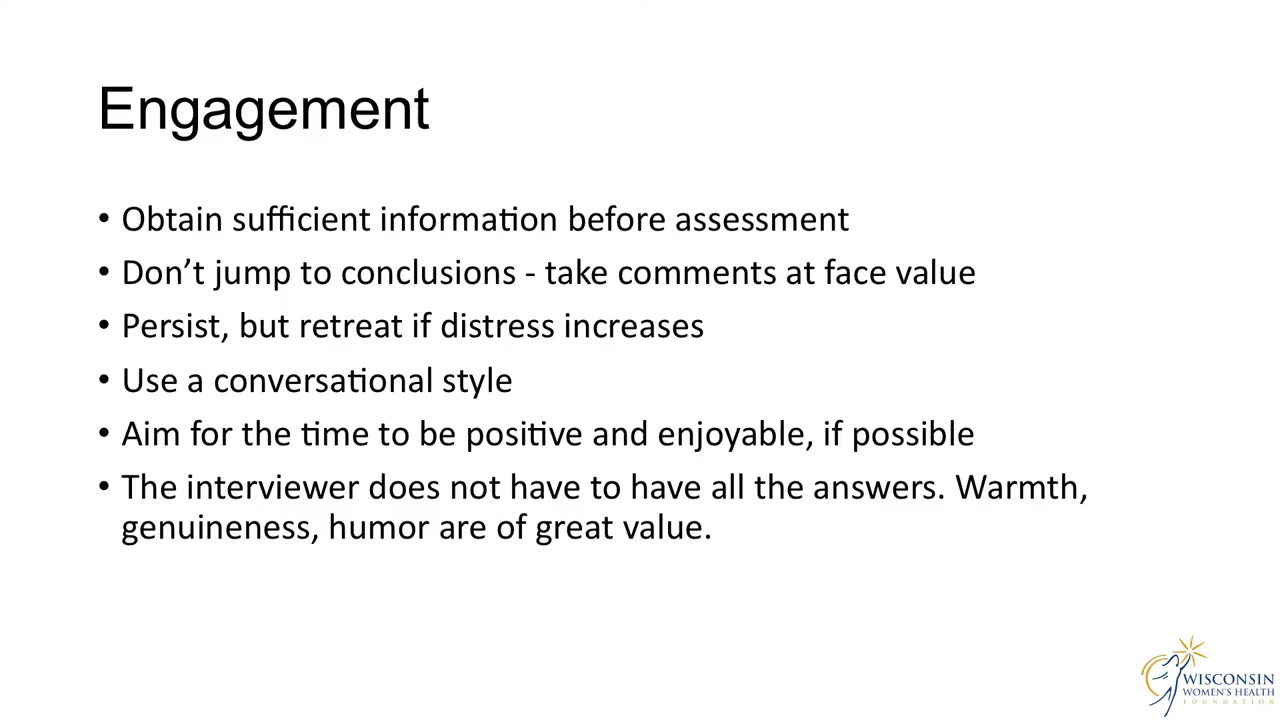 Engagement
• Obtain sufficient information before assessment
• Don’t jump to conclusions - take comments at face value
• Persist, but retreat if distress increases
• Use a conversational style
• Aim for the time to be positive and enjoyable, if possible
• The interviewer does not have to have all the answers. Warmth,
genuineness, humor are of great value.
WISCONSIN
WOMEN'S HEALTH
FOUNDATION